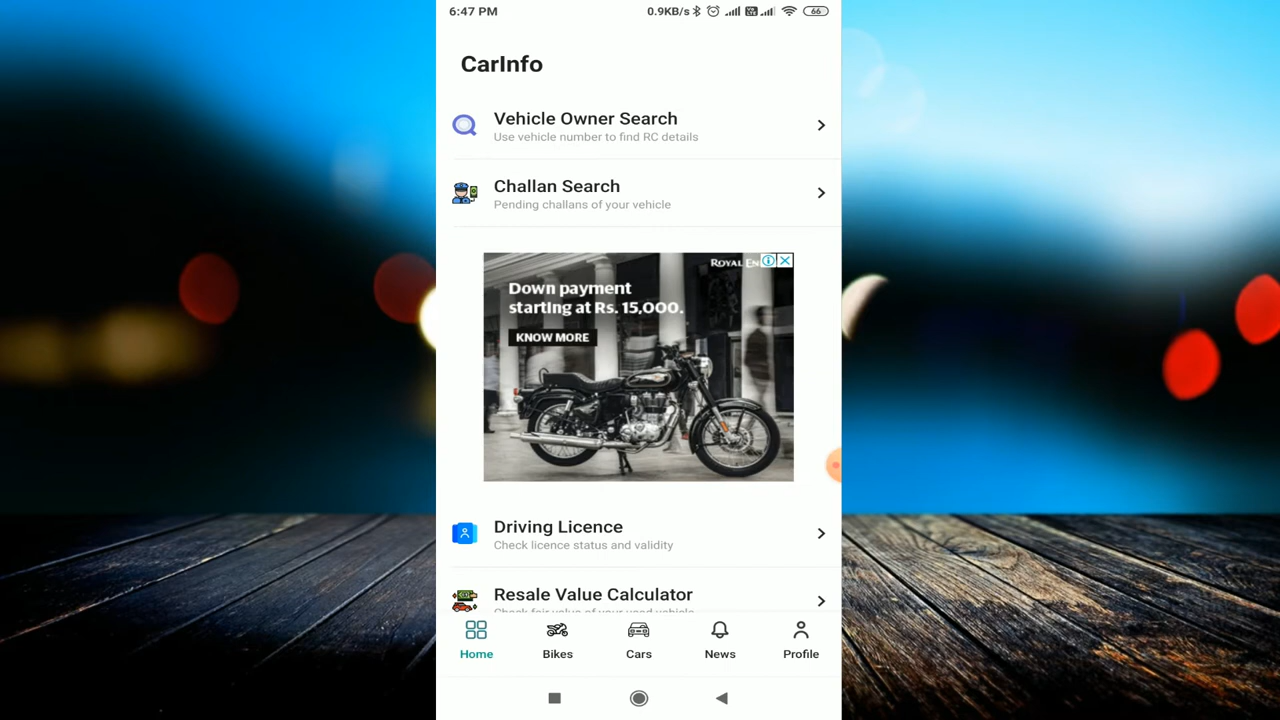 6:47 PM
0.9KB/s
66
CarInfo
Vehicle Owner Search
Use vehicle number to find RC details
Challan Search
Pending challans of your vehicle
ROYAL
Down payment
starting at Rs. 15,000.
KNOW MORE
Driving Licence
Check licence status and validity
Resale Value Calculator
Check fair value of your used vehicle
Home
Bikes
Cars
News
Profile